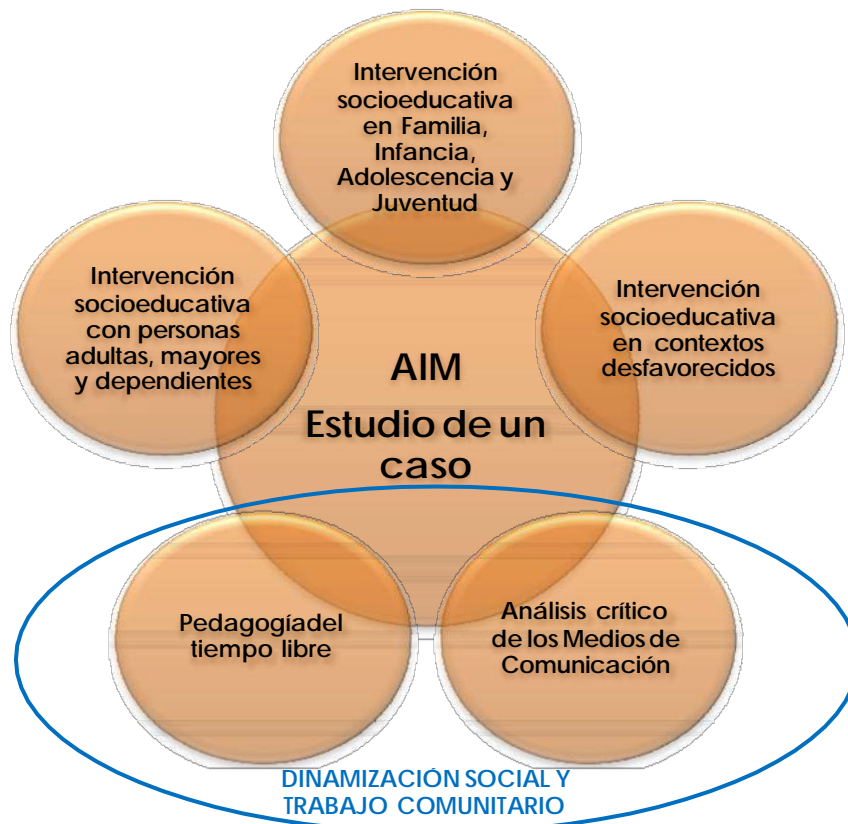 Intervención
socioeducativa
en Familia,
Infancia,
Adolescencia y
Juventud
Intervención
socioeducativa
con personas
adultas, mayores
y dependientes
Intervención
socioeducativa
en contextos
desfavorecidos
AIM
Estudio de un
caso
Pedagogíadel
tiempo libre
Análisis crítico
de los Medios de
Comunicación
DINAMIZACIÓN SOCIAL Y
TRABAJO COMUNITARIO